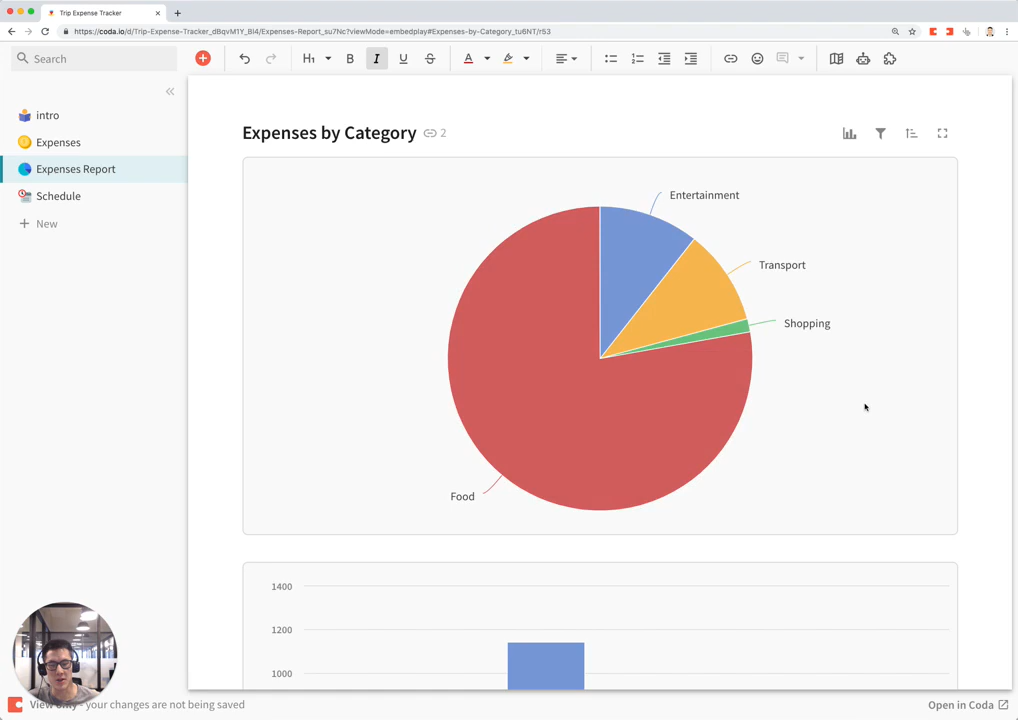 Trip Expense Tracker
https://coda.io/d/Trip-Expense-Tracker_dBqvM1Y_Bl4/Expenses-Report_su7Nc?viewMode=embedplay#Expenses-by-Category_tu6NT/r53
Search
H1 B I U S A
intro
Expenses
Expenses Report
Schedule
New
Expenses by Category 2
Entertainment
Transport
Shopping
Food
1400
1200
1000
View only - your changes are not being saved
Open in Coda